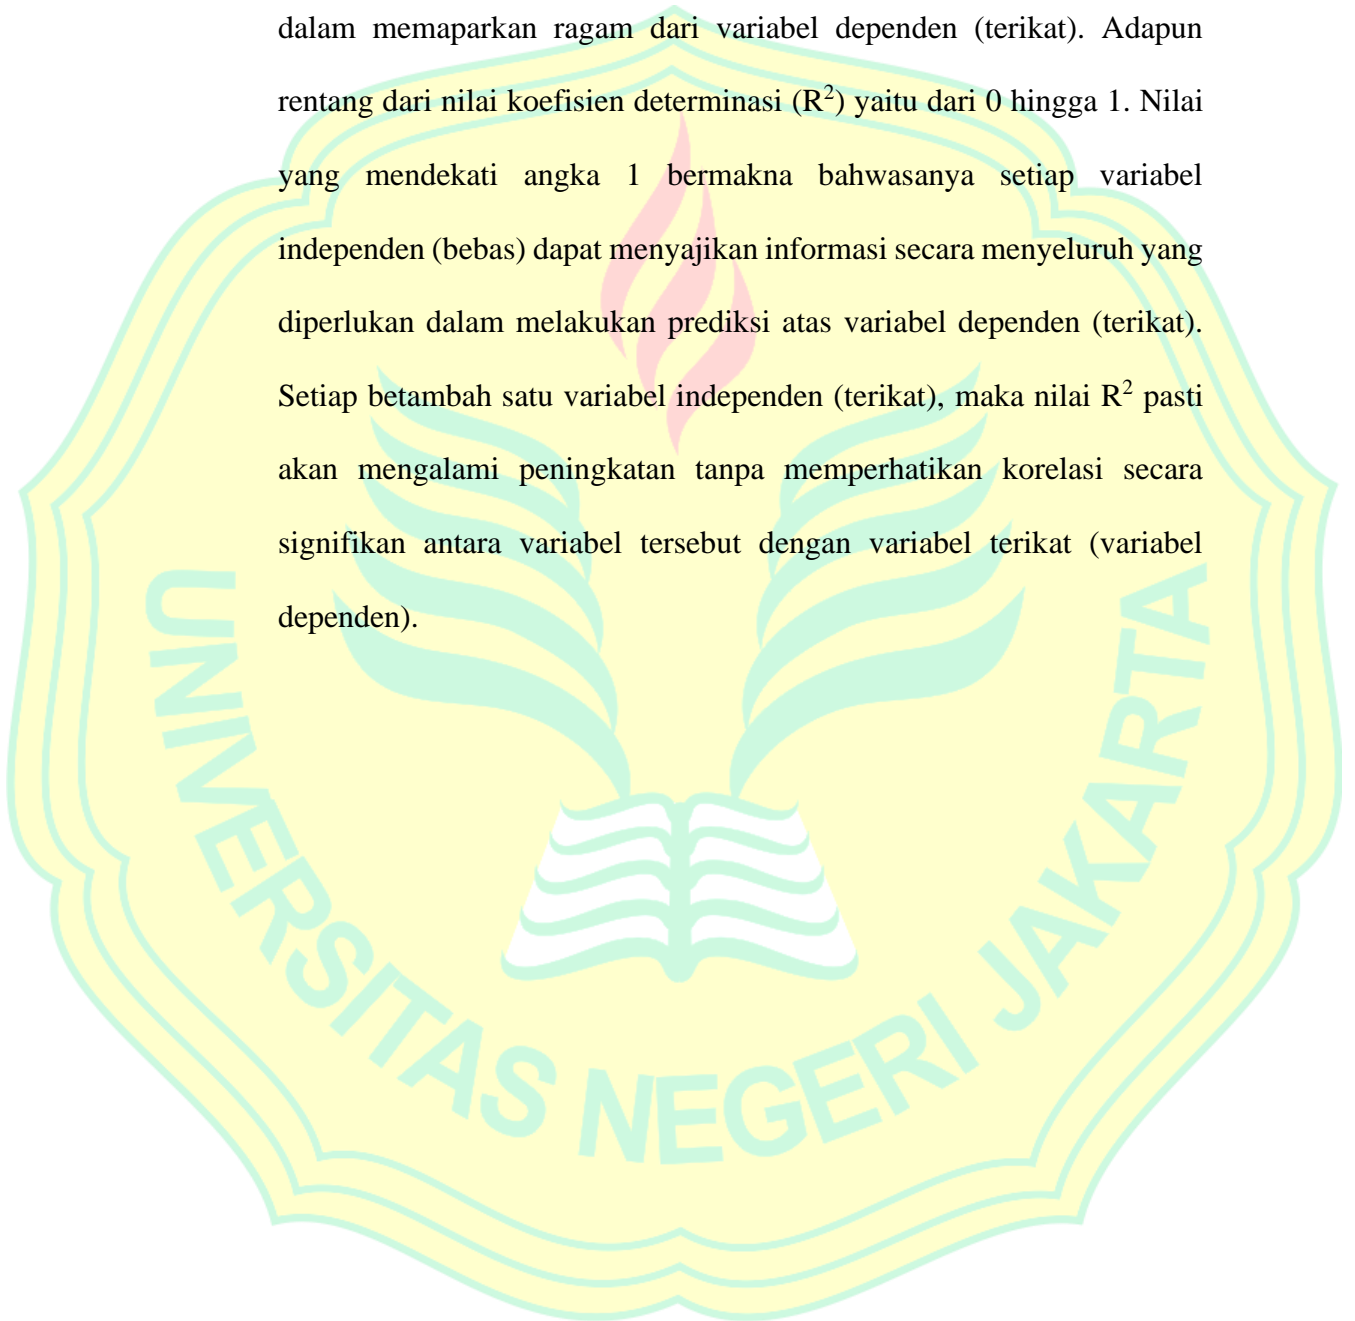 dalam memaparkan ragam dari variabel dependen (terikat). Adapun
rentang dari nilai koefisien determinasi (R²) yaitu dari 0 hingga 1. Nilai
yang mendekati angka 1 bermakna bahwasanya setiap variabel
independen (bebas) dapat menyajikan informasi secara menyeluruh yang
diperlukan dalam melakukan prediksi atas variabel dependen (terikat).
Setiap betambah satu variabel independen (terikat), maka nilai R² pasti
akan mengalami peningkatan tanpa memperhatikan korelasi secara
signifikan antara variabel tersebut dengan variabel terikat (variabel
dependen).
UNIVERSITAS NEGERI JAKARTA